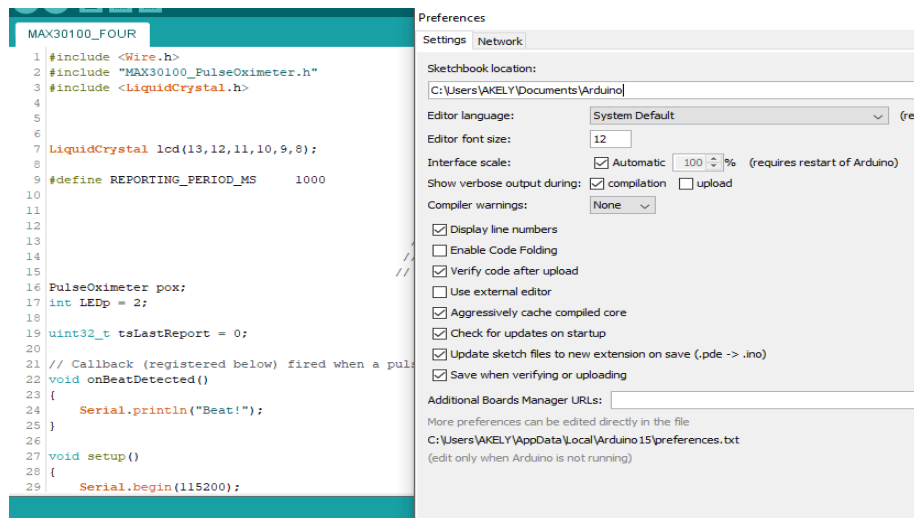 MAX30100_FOUR
1 #include <Wire.h>
2 #include "MAX30100_PulseOximeter.h"
3 #include <LiquidCrystal.h>
4
5
6
7 LiquidCrystal lcd(13,12,11,10,9,8);
8
9 #define REPORTING_PERIOD_MS     1000
10
11
12
13 /
14 //
15 //
16 PulseOximeter pox;
17 int LEDp = 2;
18
19 uint32_t tsLastReport = 0;
20
21 // Callback (registered below) fired when a puls
22 void onBeatDetected()
23 {
24     Serial.println("Beat!");
25 }
26
27 void setup()
28 {
29     Serial.begin(115200);
Preferences
Settings Network
Sketchbook location:
C:\Users\AKELY\Documents\Arduino
Editor language: System Default (re
Editor font size: 12
Interface scale: Automatic 100 % (requires restart of Arduino)
Show verbose output during: compilation upload
Compiler warnings: None
Display line numbers
Enable Code Folding
Verify code after upload
Use external editor
Aggressively cache compiled core
Check for updates on startup
Update sketch files to new extension on save (.pde -> .ino)
Save when verifying or uploading
Additional Boards Manager URLs:
More preferences can be edited directly in the file
C:\Users\AKELY\AppData\Local\Arduino15\preferences.txt
(edit only when Arduino is not running)